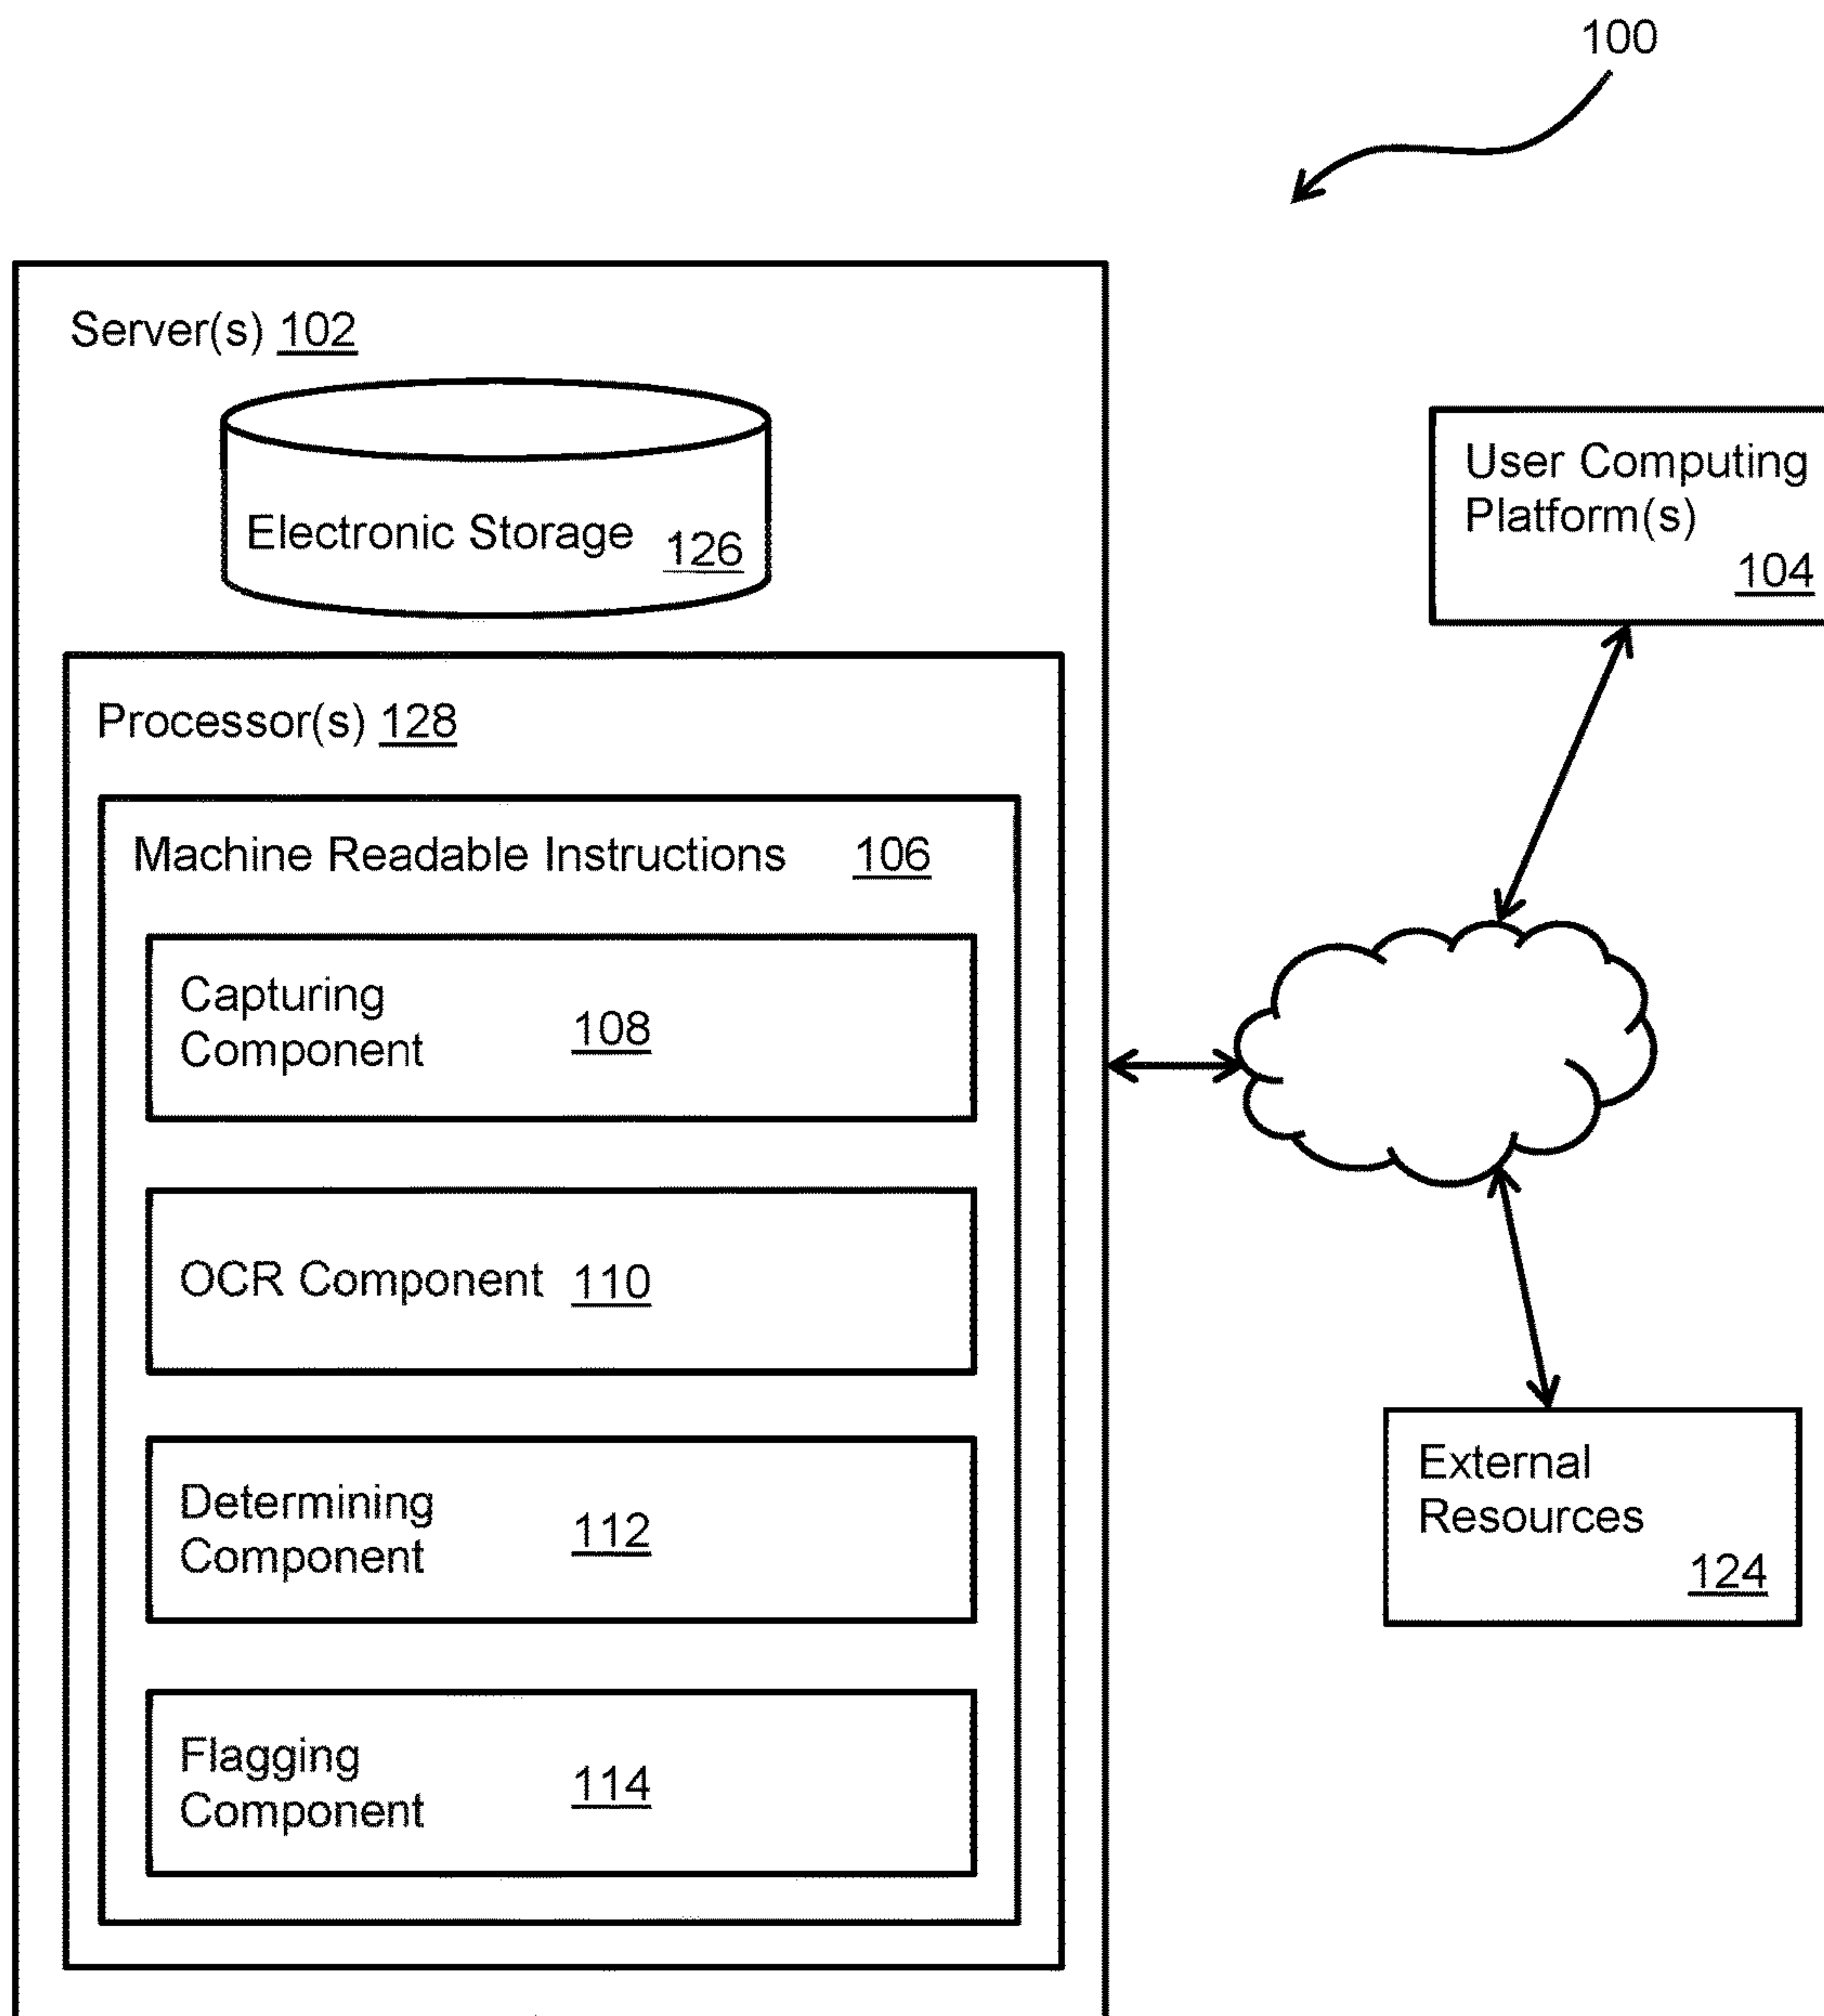 100
Server(s) 102
Electronic Storage 126
Processor(s) 128
Machine Readable Instructions 106
Capturing
Component 108
OCR Component 110
Determining
Component 112
Flagging
Component 114
User Computing
Platform(s)
104
External
Resources
124